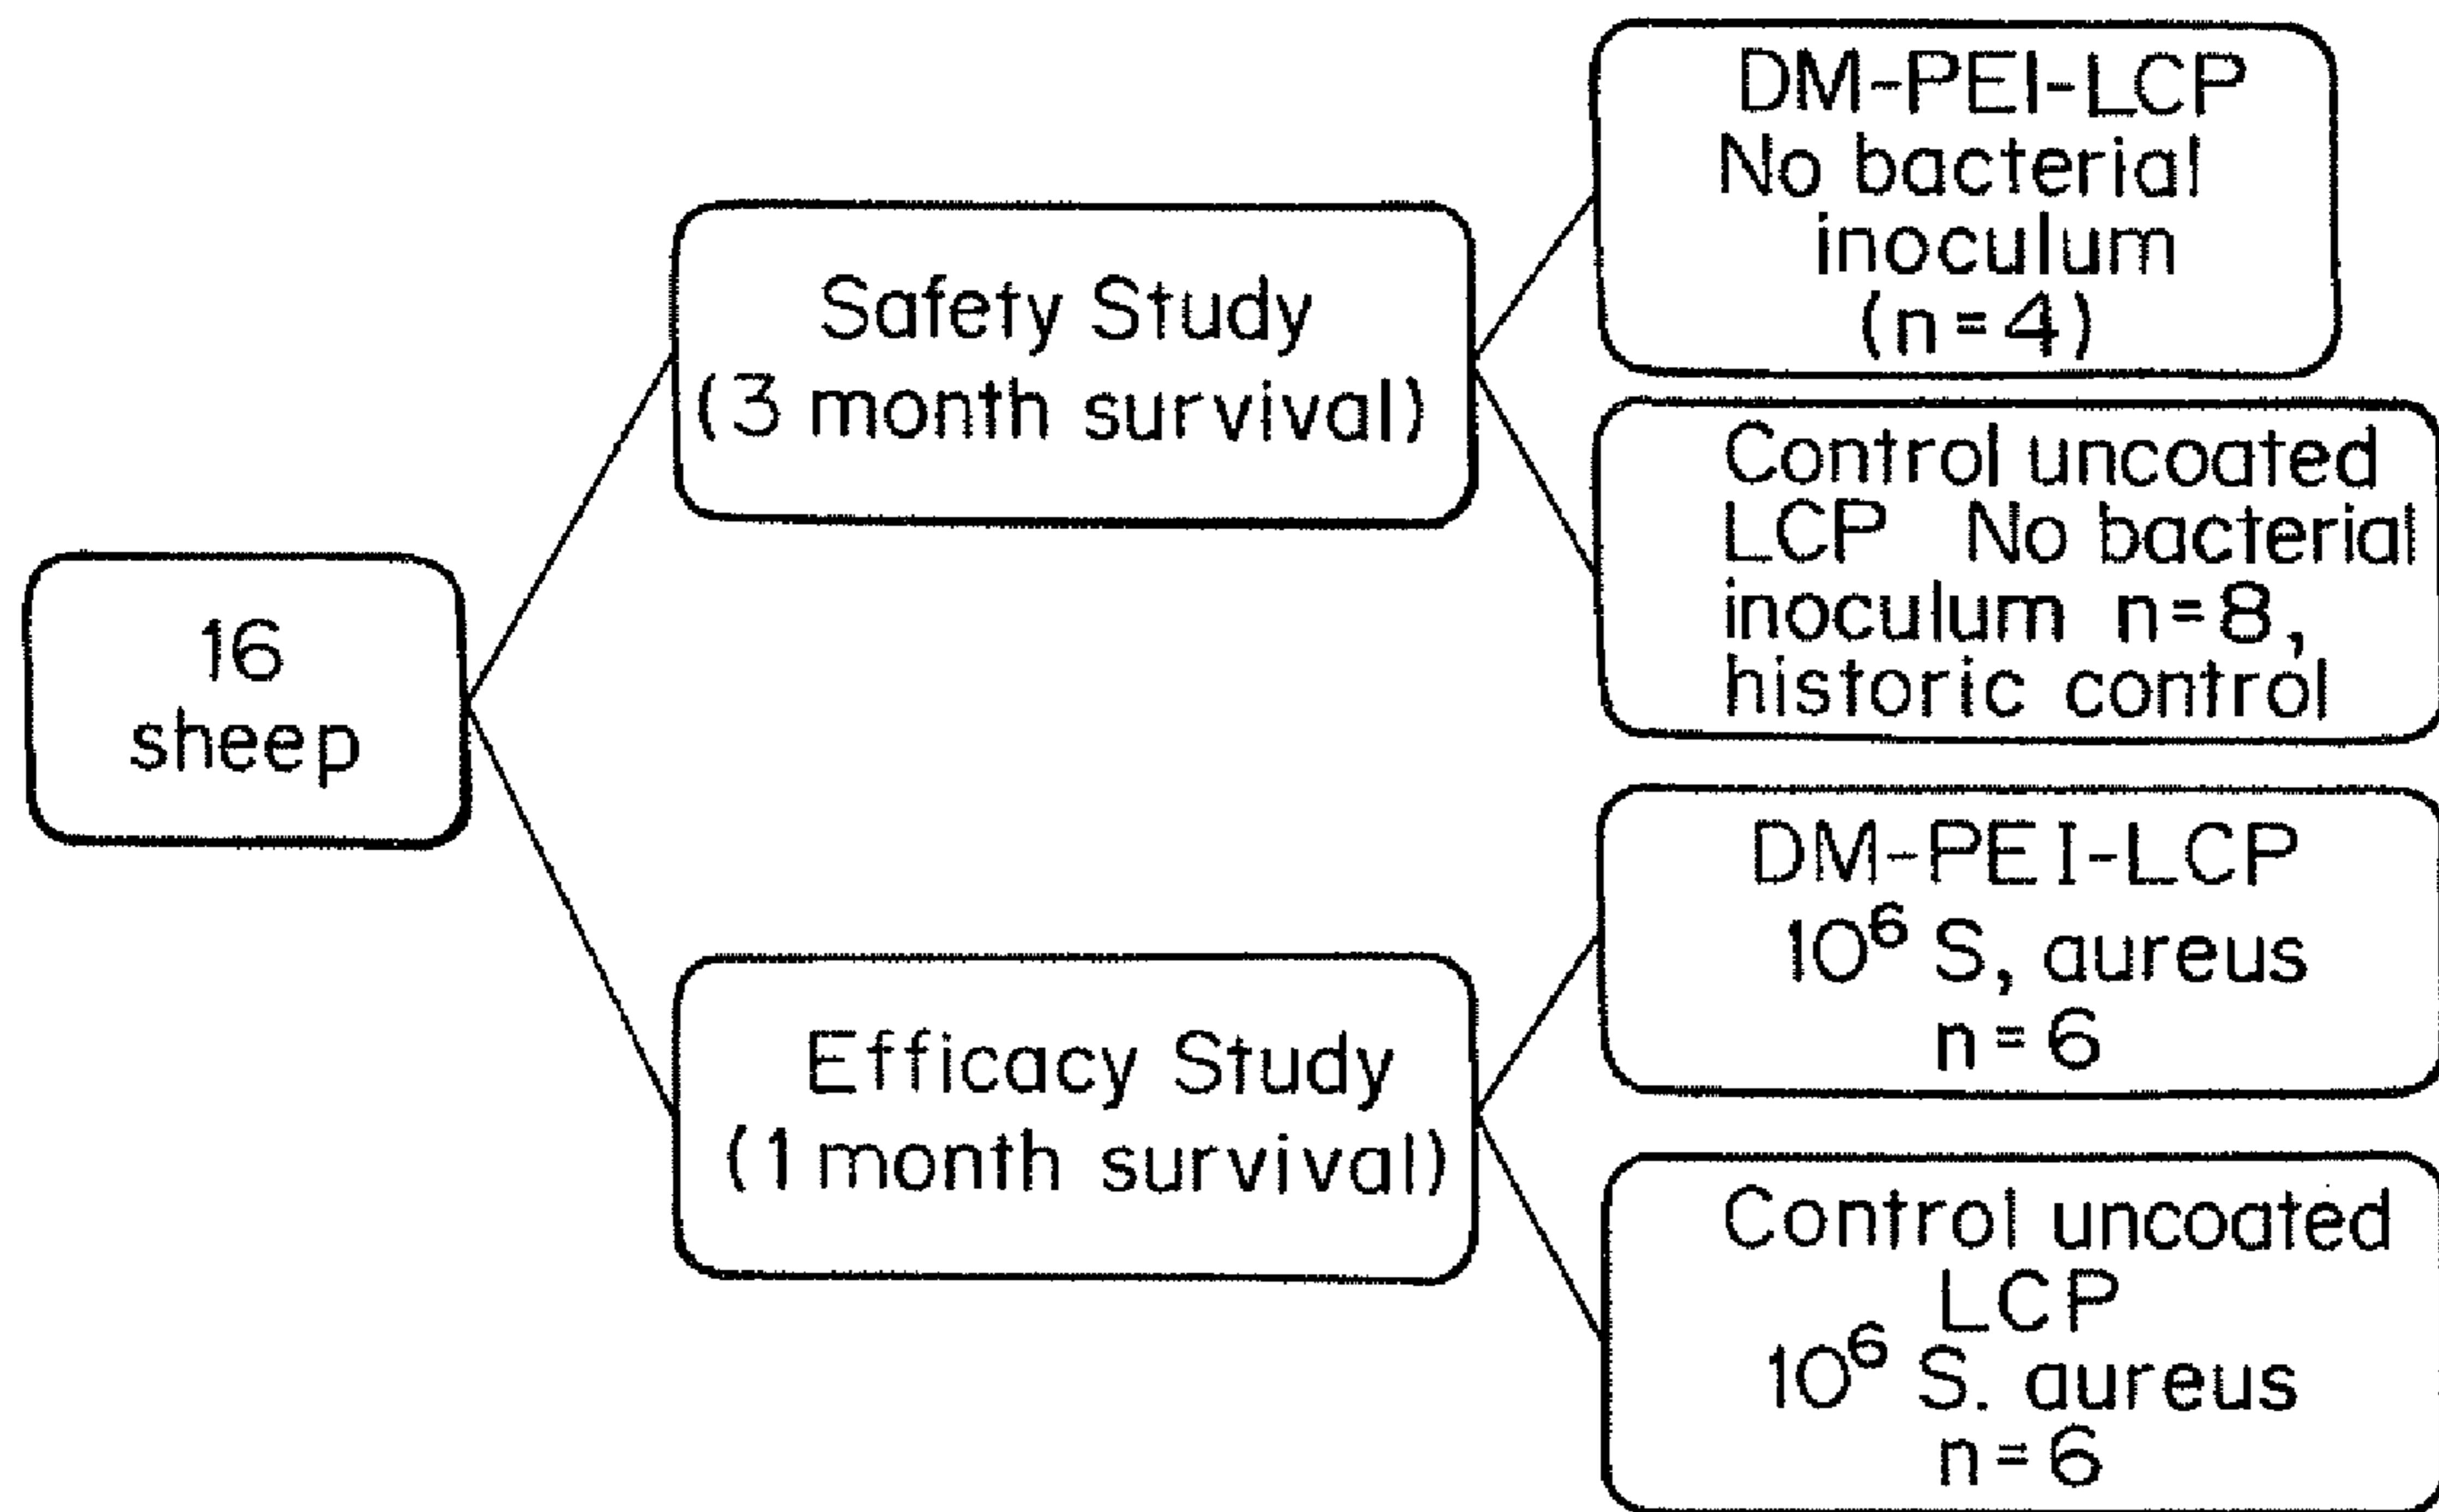 16
sheep
Safety Study
(3 month survival)
Efficacy Study
(1 month survival)
DM-PEI-LCP
No bacterial
inoculum
(n=4)
Control uncoated
LCP No bacterial
inoculum n=8,
historic control
DM-PEI-LCP
10⁶ S, aureus
n=6
Control uncoated
LCP
10⁶ S. aureus
n=6